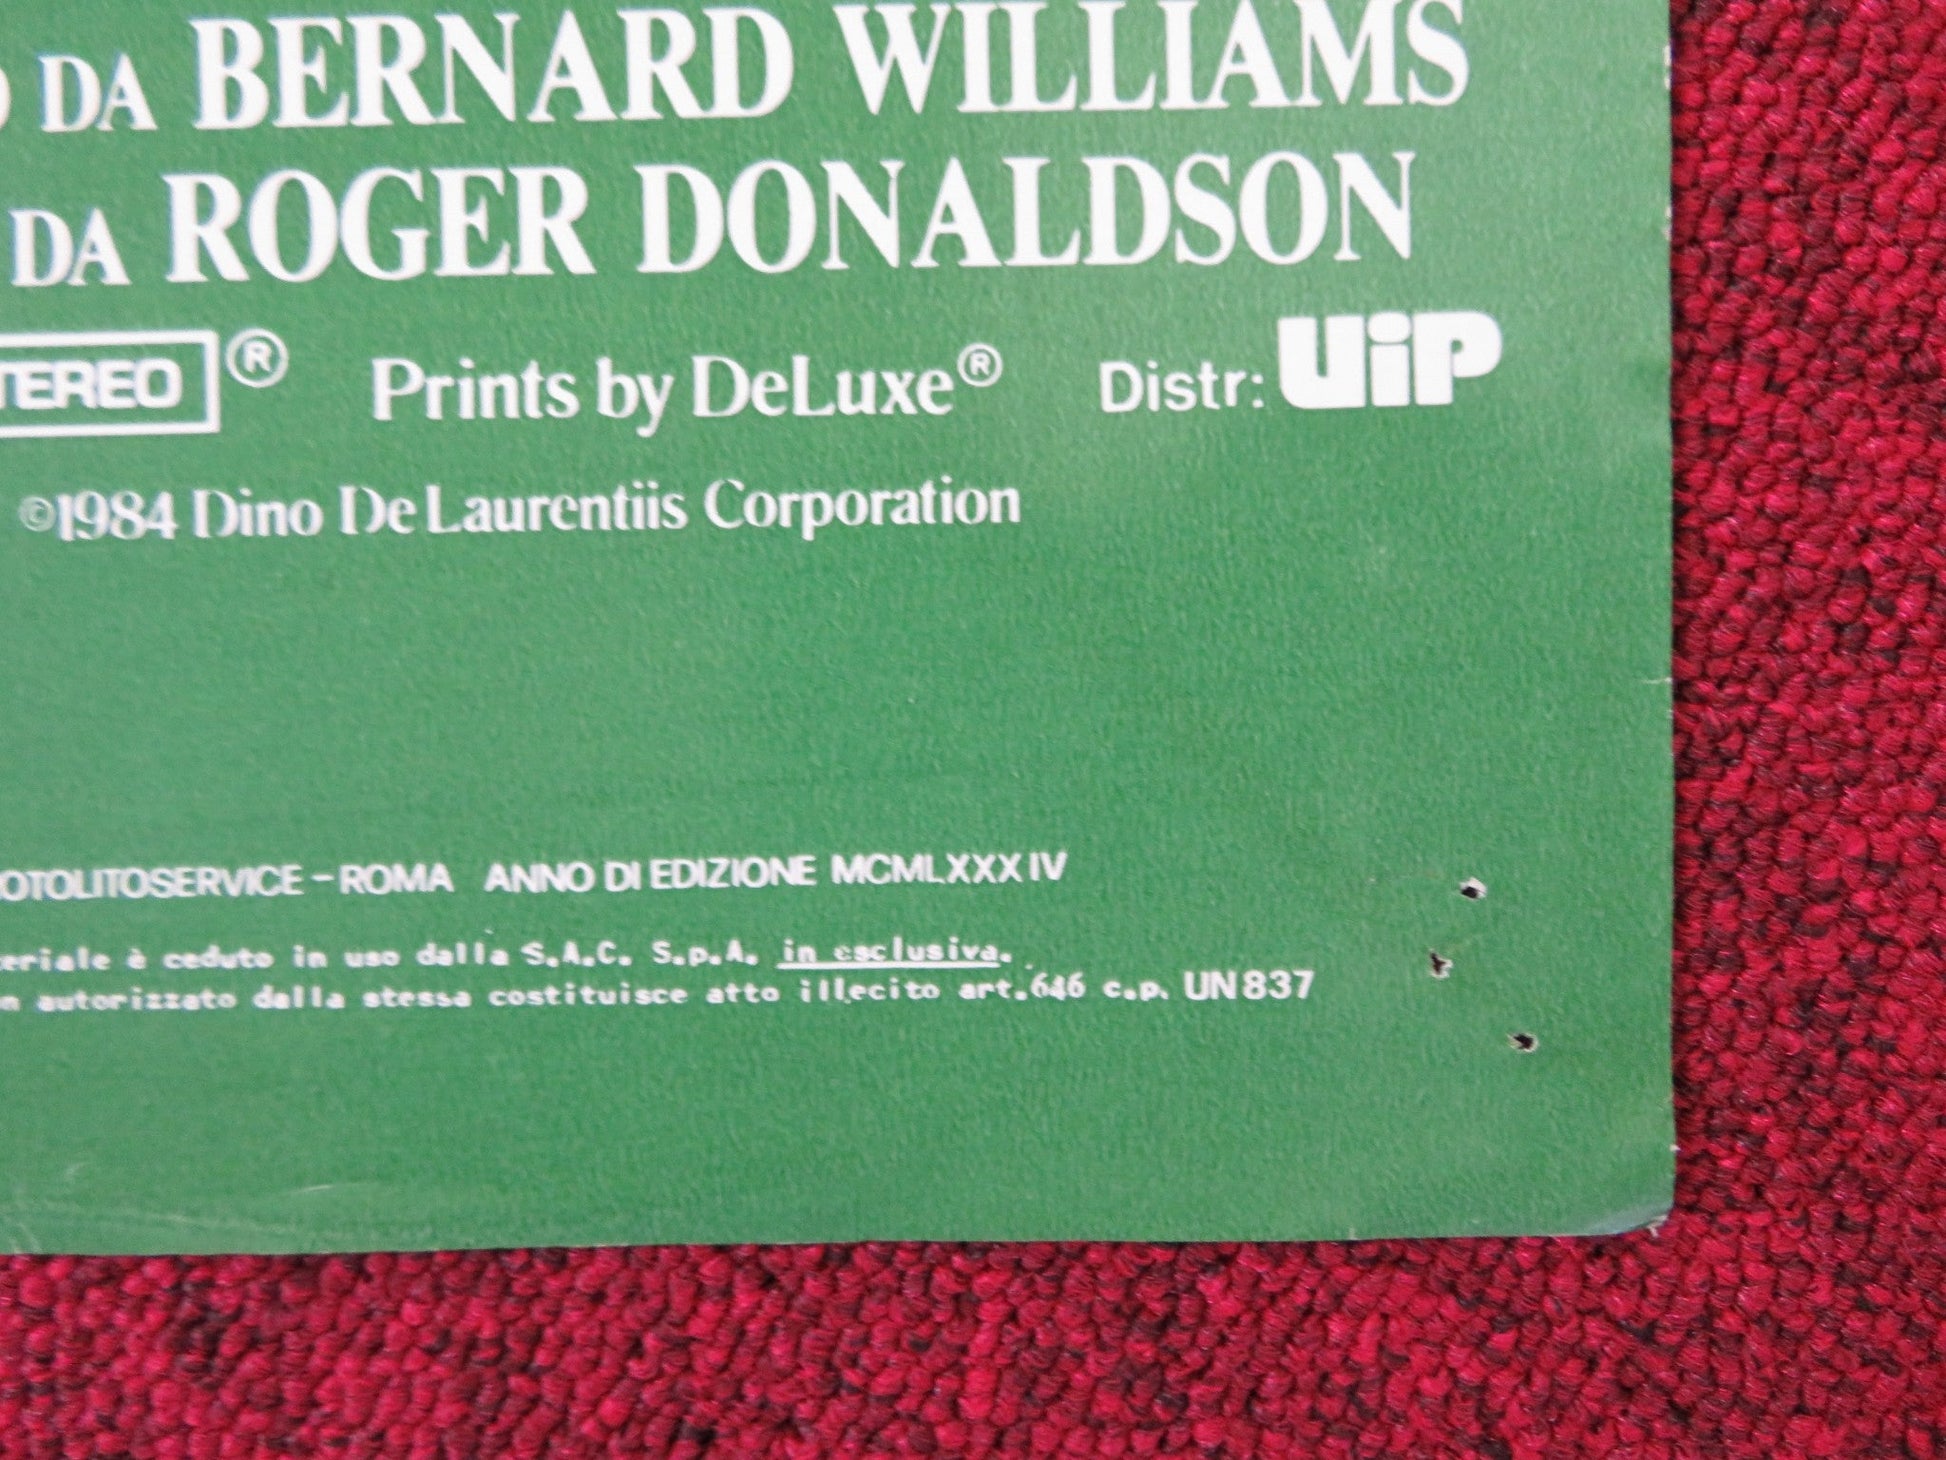 DA BERNARD WILLIAMS
DA ROGER DONALDSON
TEREO ® Prints by DeLuxe® Distr: UiP
©1984 Dino De Laurentiis Corporation
OTOLITOSERVICE - ROMA ANNO DI EDIZIONE MCMLXXXIV
eriale è ceduto in uso dalla S.A.C. S.p.A. in esclusiva.
n autorizzato dalla stessa costituisce atto illecito art.646 c.p. UN 837